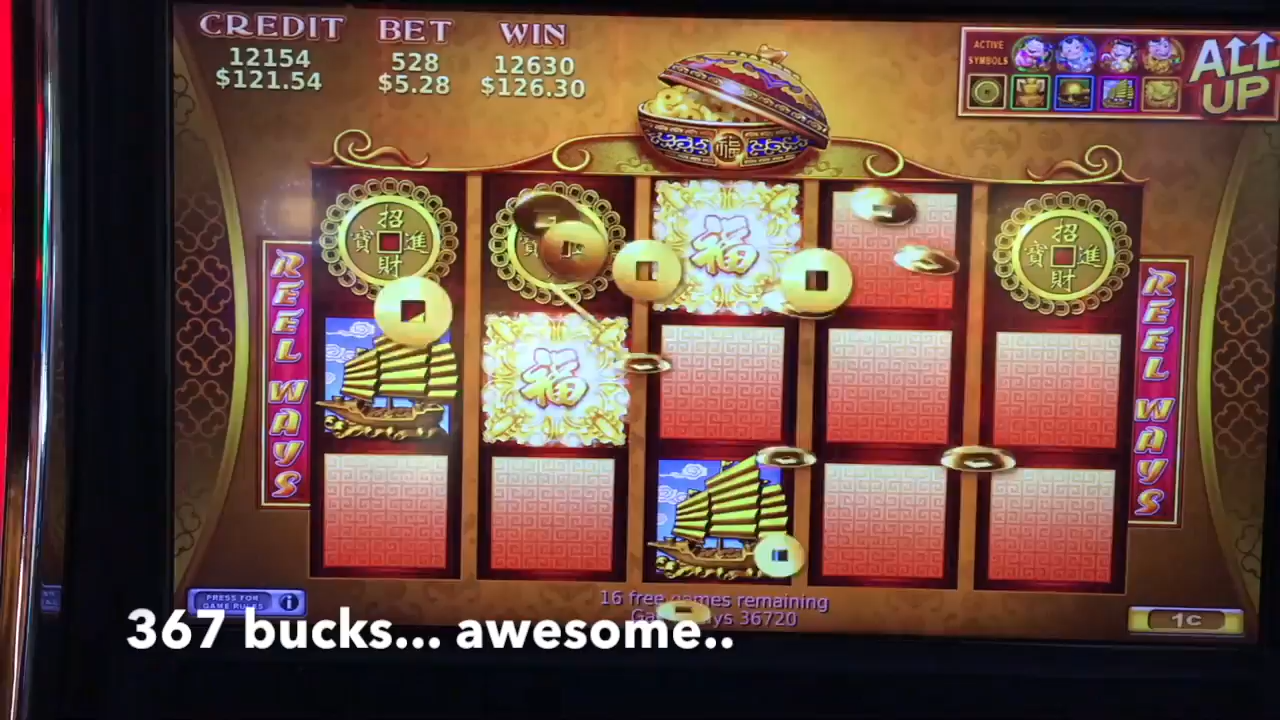 CREDIT BET WIN
12154 528 12630
$121.54 $5.28 $126.30
ACTIVE
SYMBOLS
ALL
UP
福
招
寶 進
財
福
招
寶 進
財
福
REEL WAYS
REEL WAYS
16 free games remaining
36720
PRESS FOR
GAME RULES
i
1¢
367 bucks... awesome..